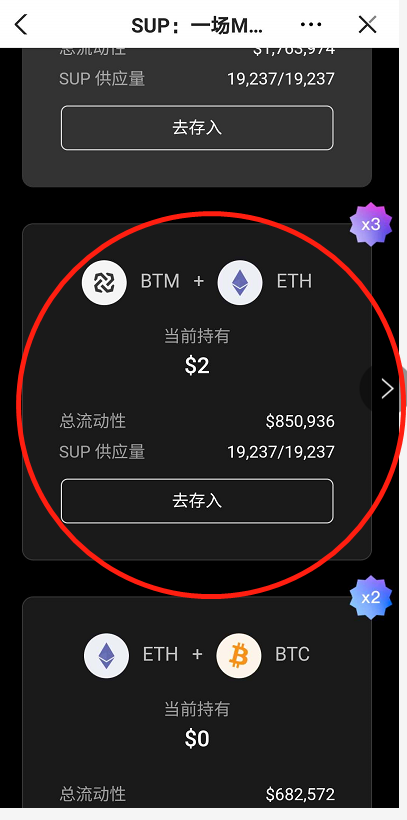 SUP：一场M...
总流动性 $1,763,974
SUP 供应量 19,237/19,237
去存入
x3
BTM + ETH
当前持有
$2
总流动性 $850,936
SUP 供应量 19,237/19,237
去存入
x2
ETH + BTC
当前持有
$0
总流动性 $682,572